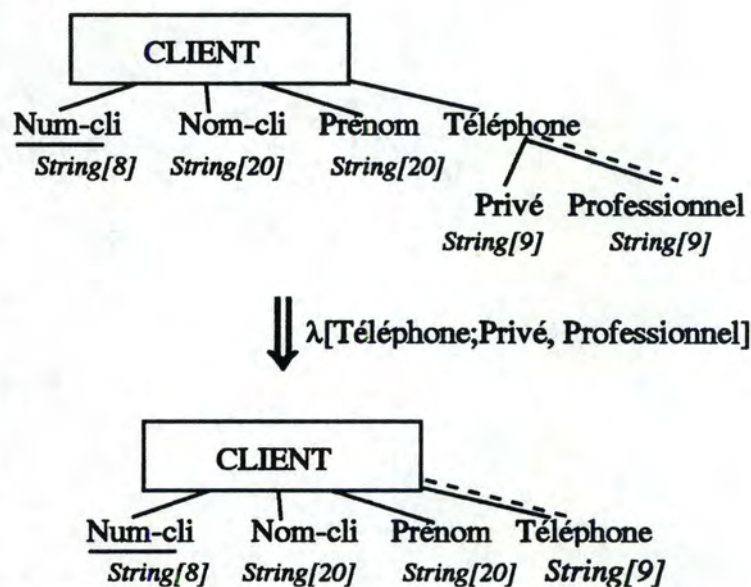 CLIENT
Num-cli Nom-cli Prénom Téléphone
String[8] String[20] String[20]
Privé Professionnel
String[9] String[9]
λ[Téléphone;Privé, Professionnel]
CLIENT
Num-cli Nom-cli Prénom Téléphone
String[8] String[20] String[20] String[9]